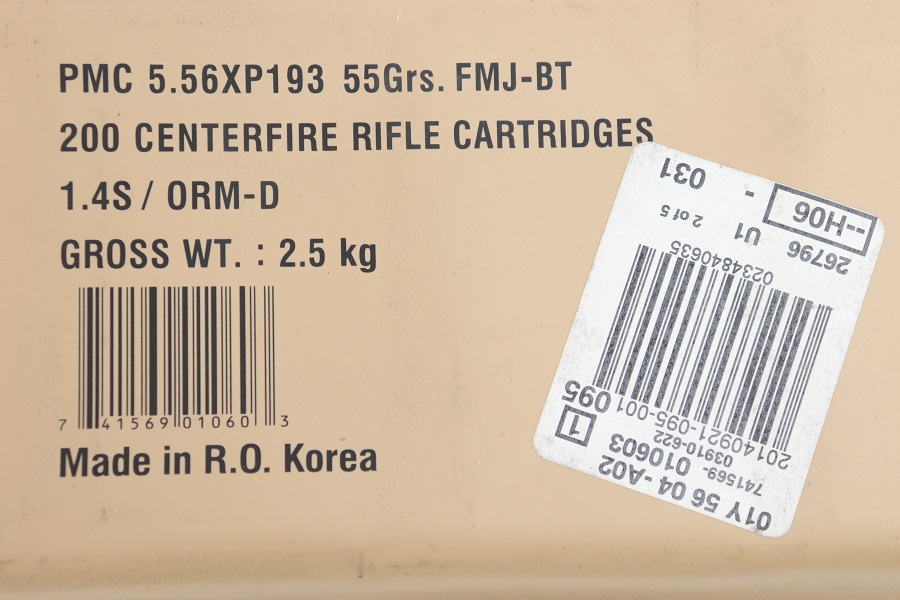 PMC 5.56XP193 55Grs. FMJ-BT
200 CENTERFIRE RIFLE CARTRIDGES
1.4S / ORM-D
GROSS WT. : 2.5 kg
7 41569 01060 3
Made in R.O. Korea
01Y 56 04-A02
741569- 010603
03910-622
1 095
20140921-095-001
0234840635
26796 U1 2 of 5
--H06 - 031